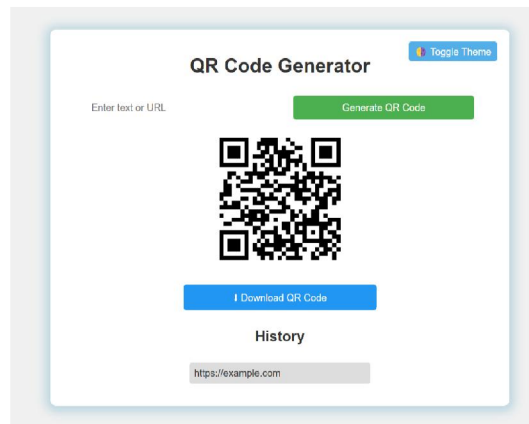 Toggle Theme
QR Code Generator
Enter text or URL
Generate QR Code
⬇ Download QR Code
History
https://example.com